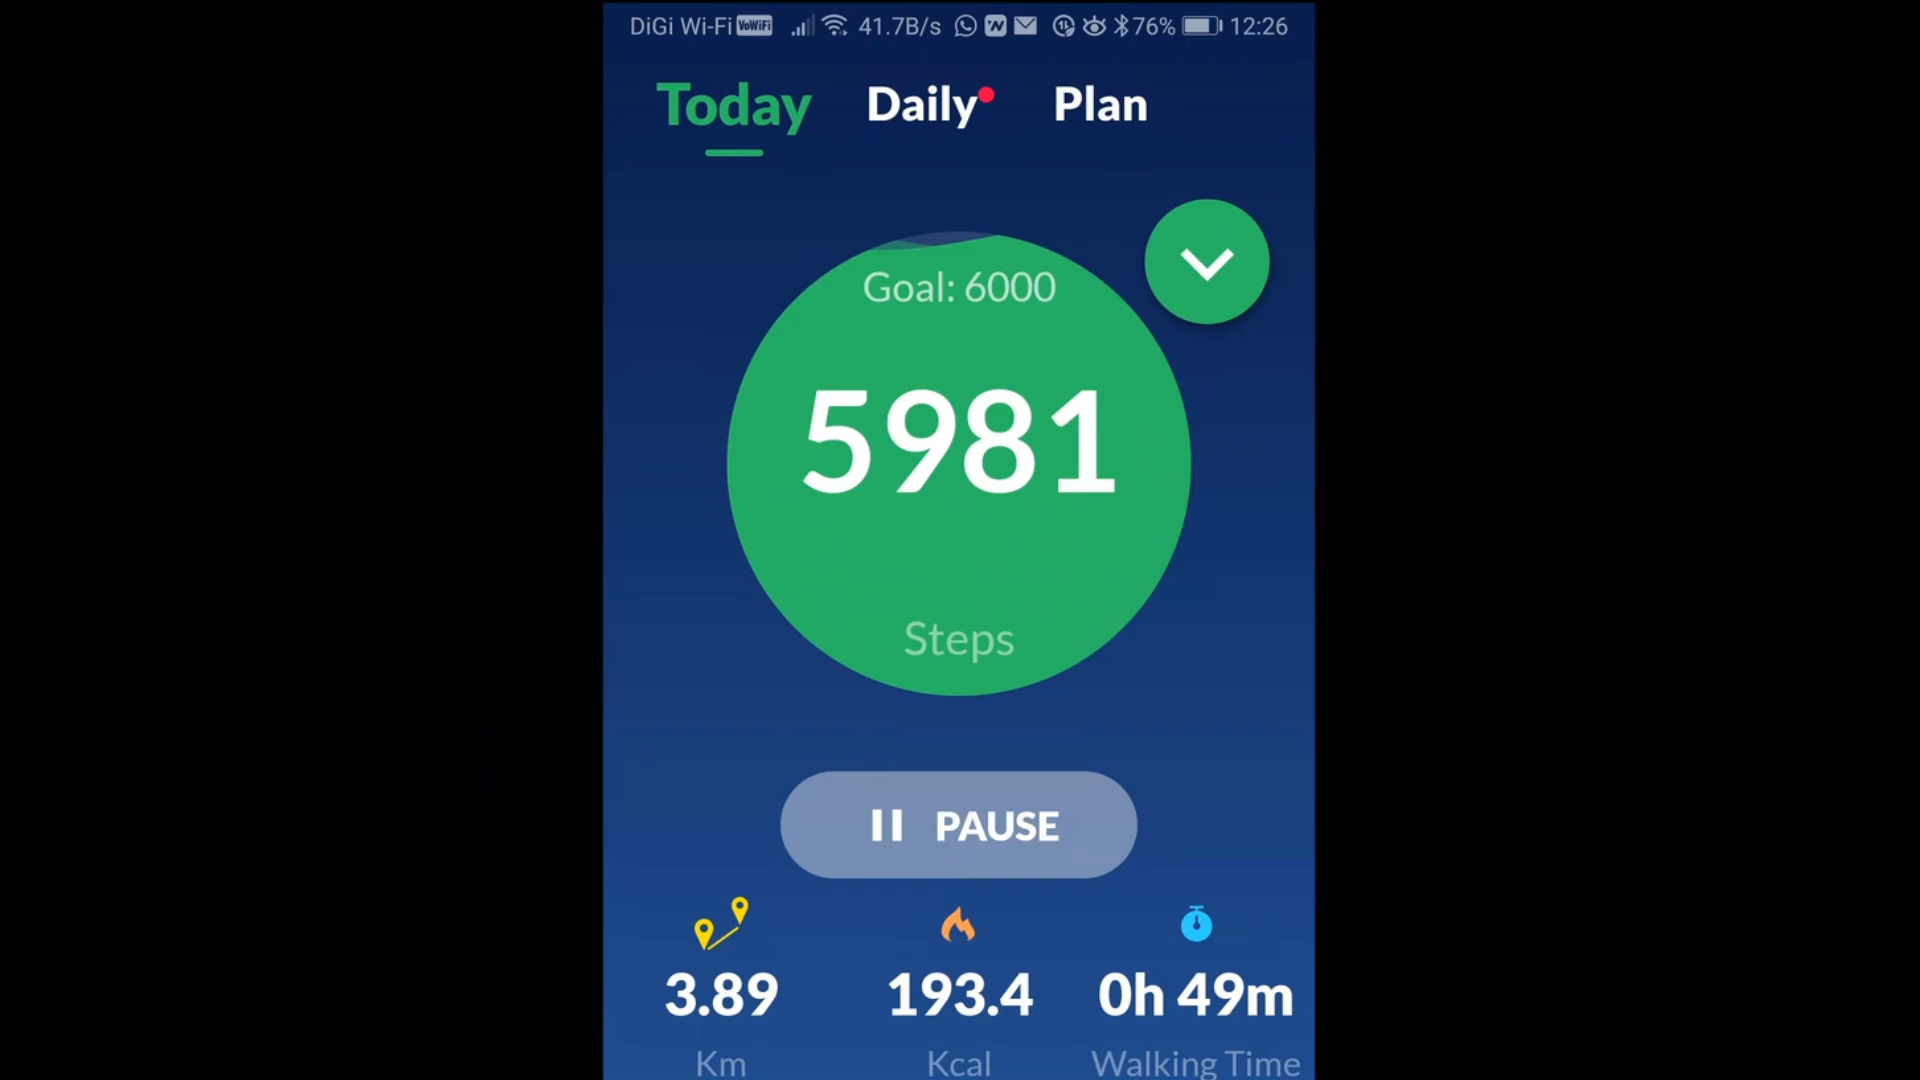 DiGi Wi-Fi VoWiFi 41.7B/s 76% 12:26
Today Daily Plan
Goal: 6000
5981
Steps
PAUSE
3.89 193.4 0h 49m
Km Kcal Walking Time